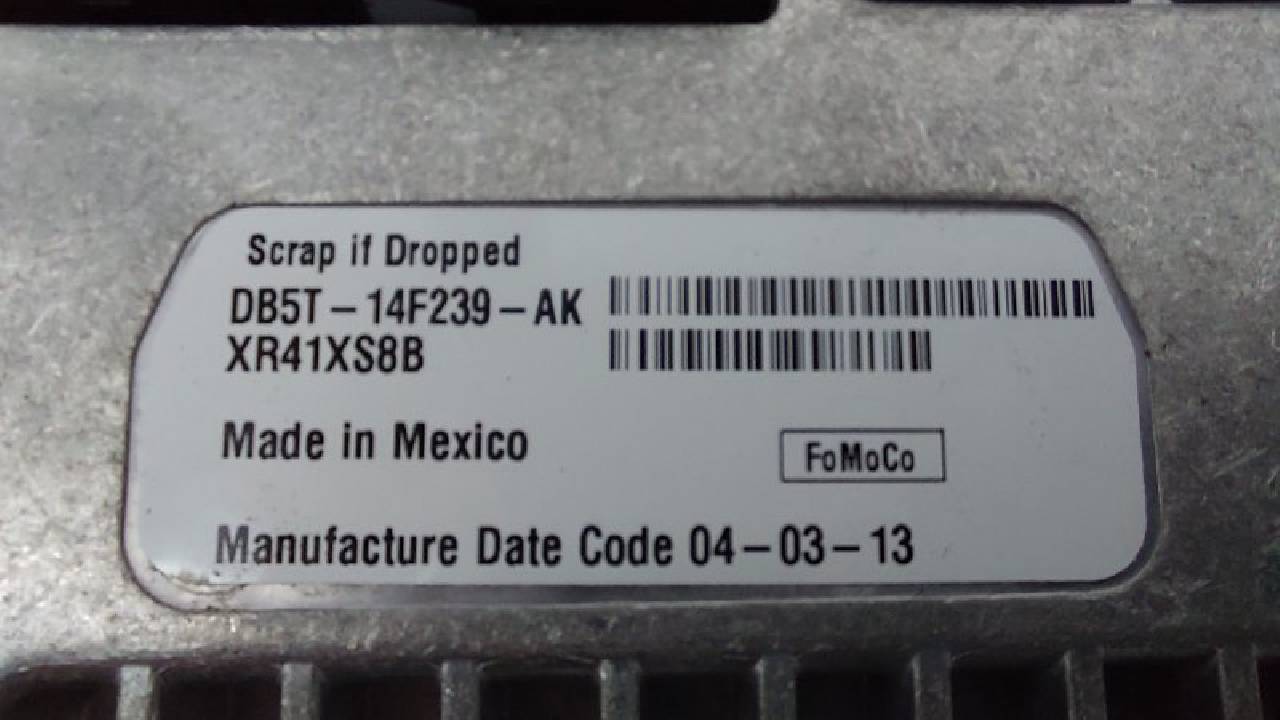 Scrap if Dropped
DB5T-14F239-AK
XR41XS8B
Made in Mexico
FoMoCo
Manufacture Date Code 04-03-13